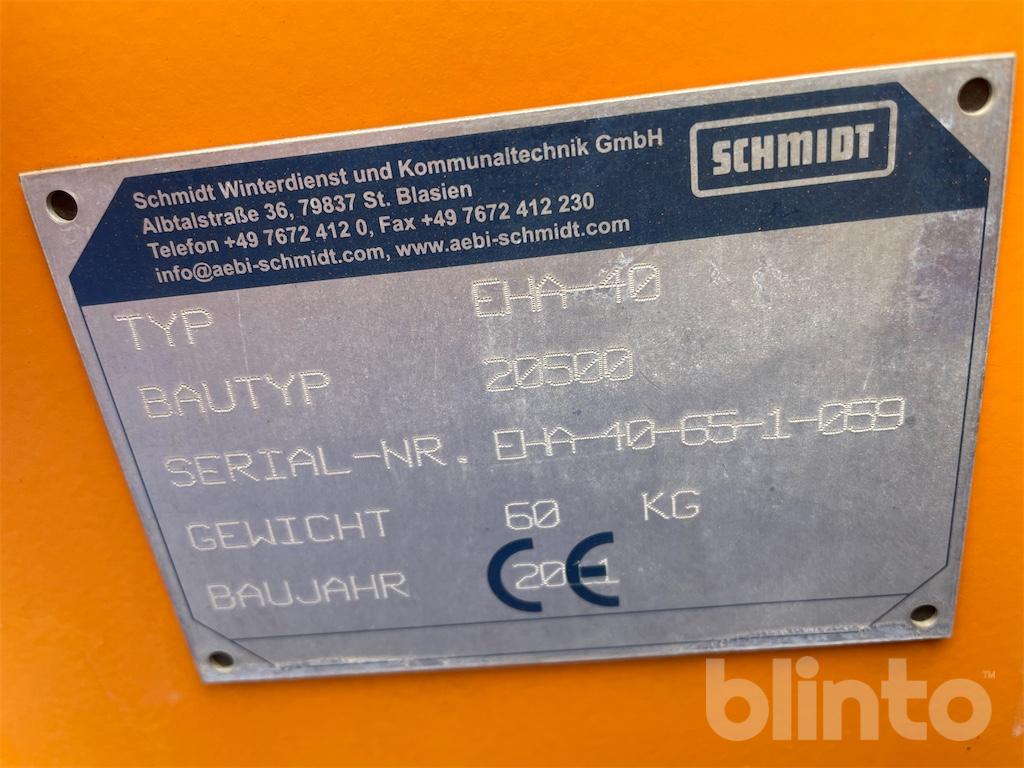 Schmidt Winterdienst und Kommunaltechnik GmbH
Albtalstraße 36, 79837 St. Blasien
Telefon +49 7672 412 0, Fax +49 7672 412 230
info@aebi-schmidt.com, www.aebi-schmidt.com
SCHMIDT
TYP EHA-40
BAUTYP 20500
SERIAL-NR. EHA-40-65-1-059
GEWICHT 60 KG
BAUJAHR 2011
CE
blinto™